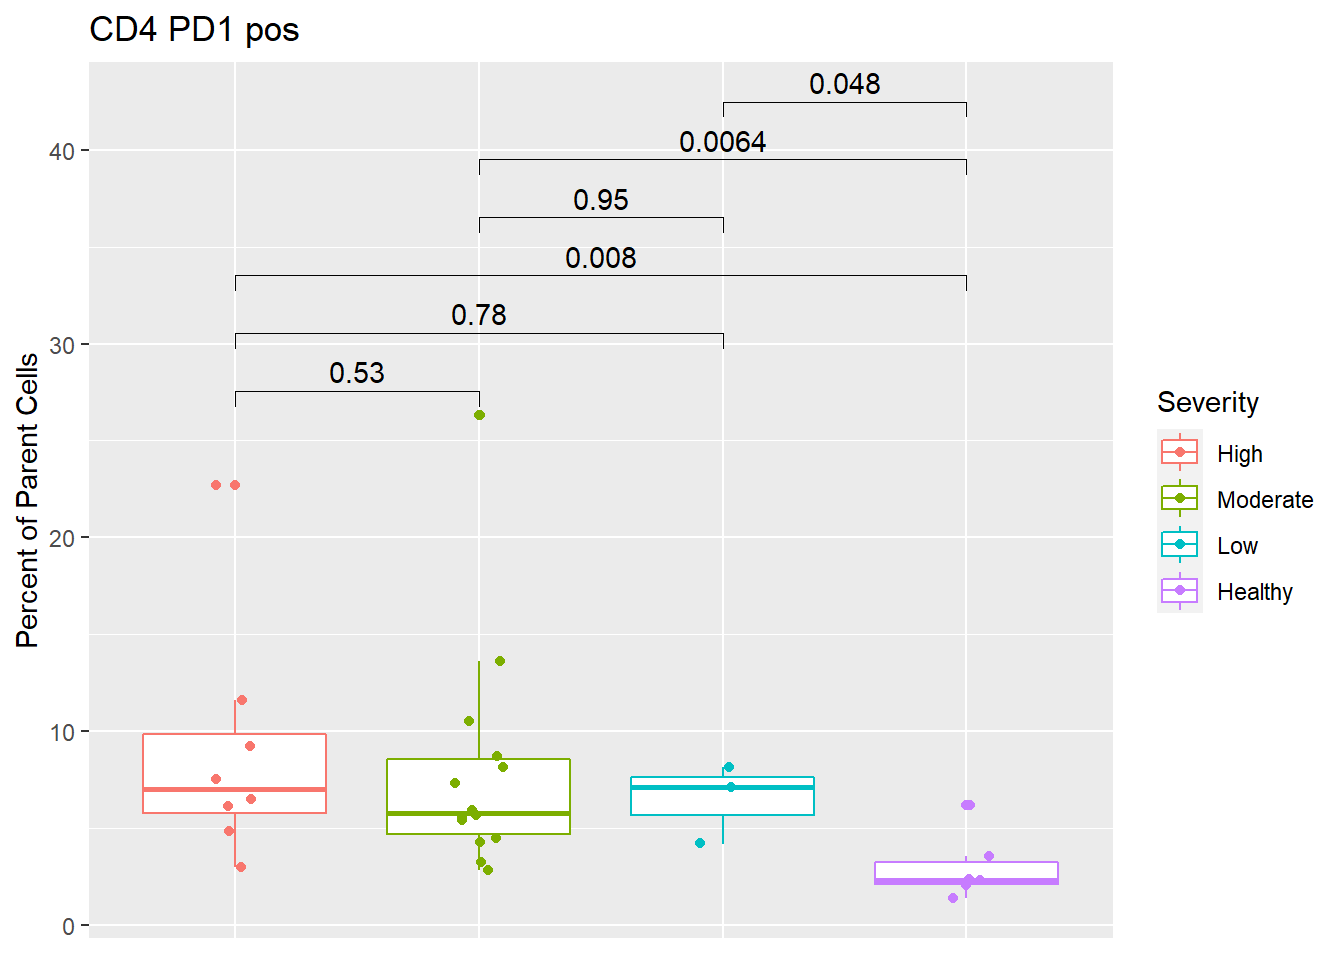 CD4 PD1 pos
0.048
0.0064
0.95
0.008
0.78
0.53
40
30
20
10
0
Percent of Parent Cells
Severity
High
Moderate
Low
Healthy